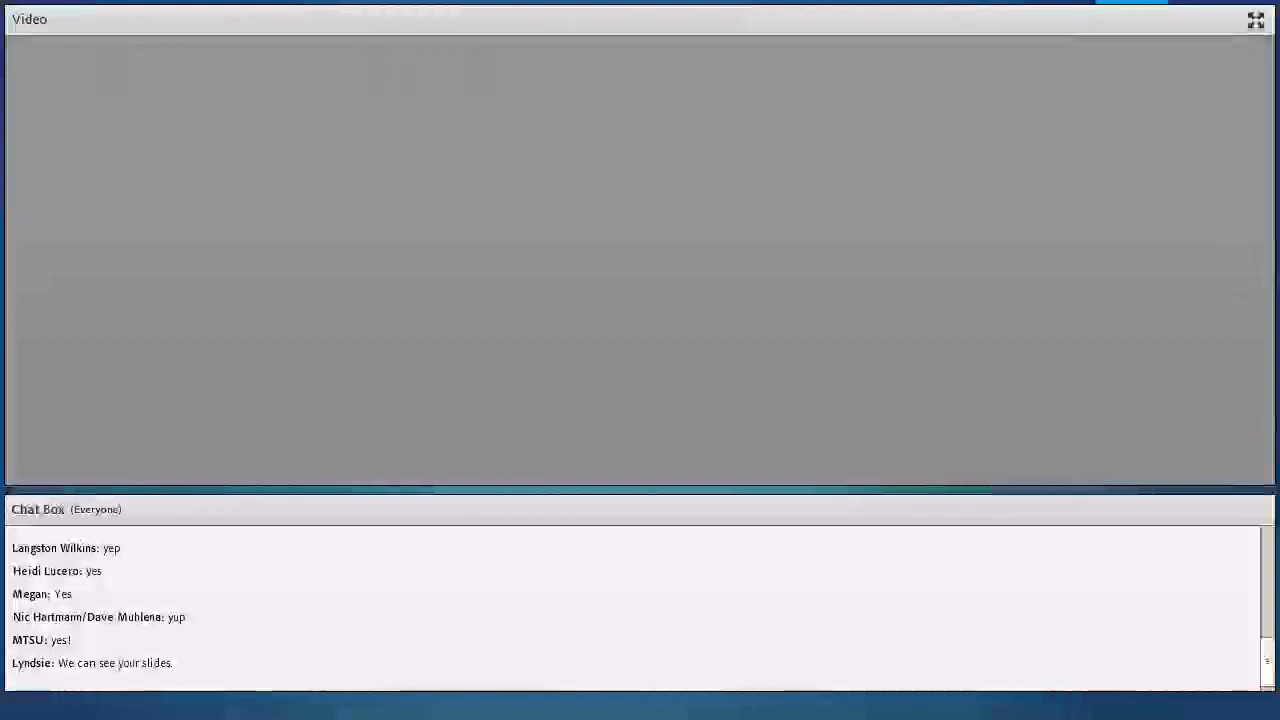 Video
Chat Box (Everyone)
Langston Wilkins: yep
Heidi Lucero: yes
Megan: Yes
Nic Hartmann/Dave Muhlena: yup
MTSU: yes!
Lyndsie: We can see your slides.